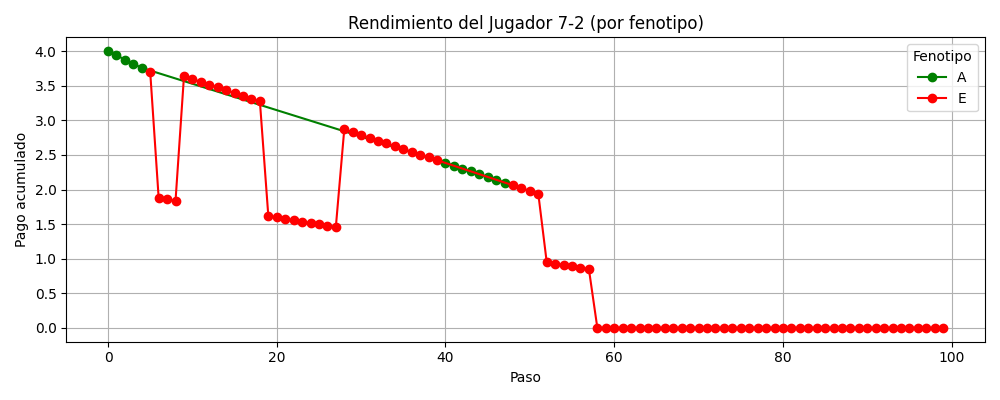 Rendimiento del Jugador 7-2 (por fenotipo)
Pago acumulado
4.0
3.5
3.0
2.5
2.0
1.5
1.0
0.5
0.0
Fenotipo
A
E
0 20 40 60 80 100
Paso